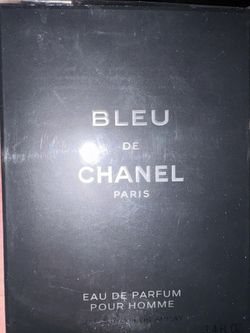 BLEU
DE
CHANEL
PARIS
EAU DE PARFUM
POUR HOMME